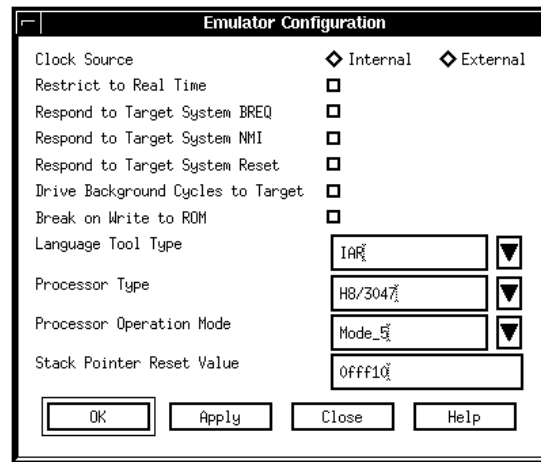 Emulator Configuration
Clock Source Internal External
Restrict to Real Time
Respond to Target System BREQ
Respond to Target System NMI
Respond to Target System Reset
Drive Background Cycles to Target
Break on Write to ROM
Language Tool Type IAR
Processor Type H8/3047
Processor Operation Mode Mode_5
Stack Pointer Reset Value 0fff10
OK Apply Close Help